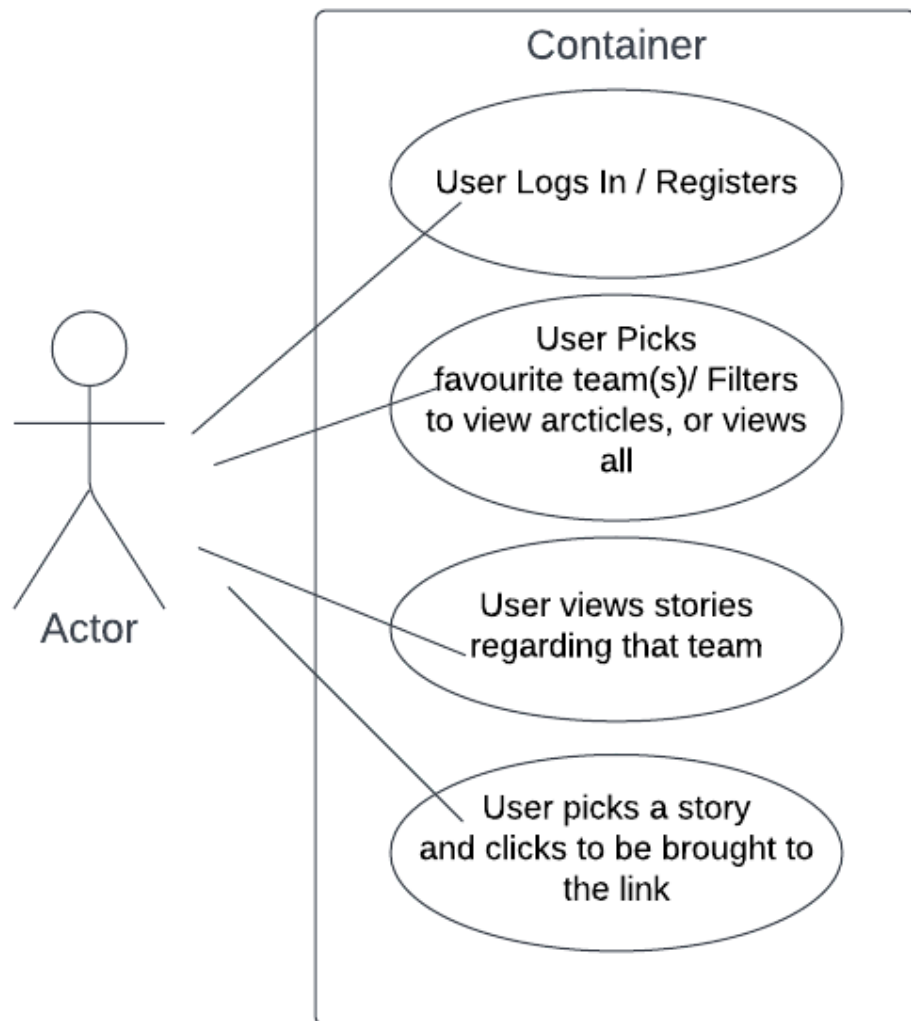 Container
User Logs In / Registers
User Picks
favourite team(s)/ Filters
to view arcticles, or views
all
User views stories
regarding that team
Actor
User picks a story
and clicks to be brought to
the link